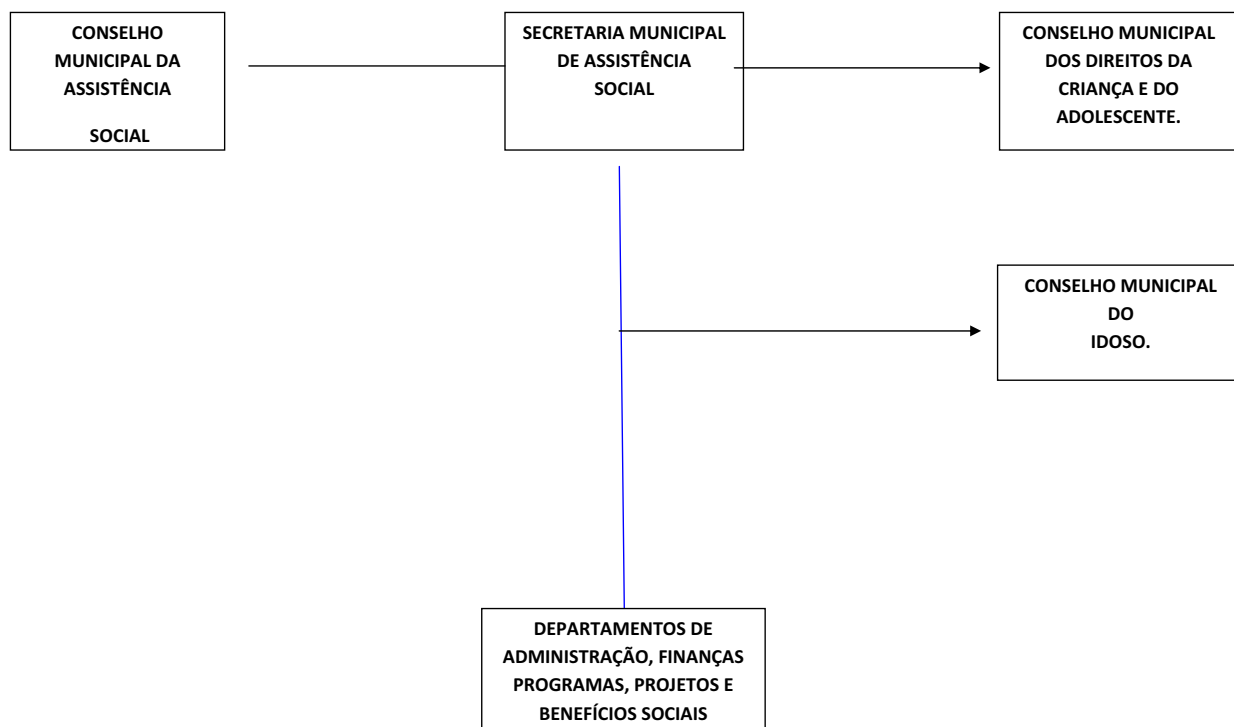 CONSELHO
MUNICIPAL DA
ASSISTÊNCIA
SOCIAL
SECRETARIA MUNICIPAL
DE ASSISTÊNCIA
SOCIAL
CONSELHO MUNICIPAL
DOS DIREITOS DA
CRIANÇA E DO
ADOLESCENTE.
CONSELHO MUNICIPAL
DO
IDOSO.
DEPARTAMENTOS DE
ADMINISTRAÇÃO, FINANÇAS
PROGRAMAS, PROJETOS E
BENEFÍCIOS SOCIAIS